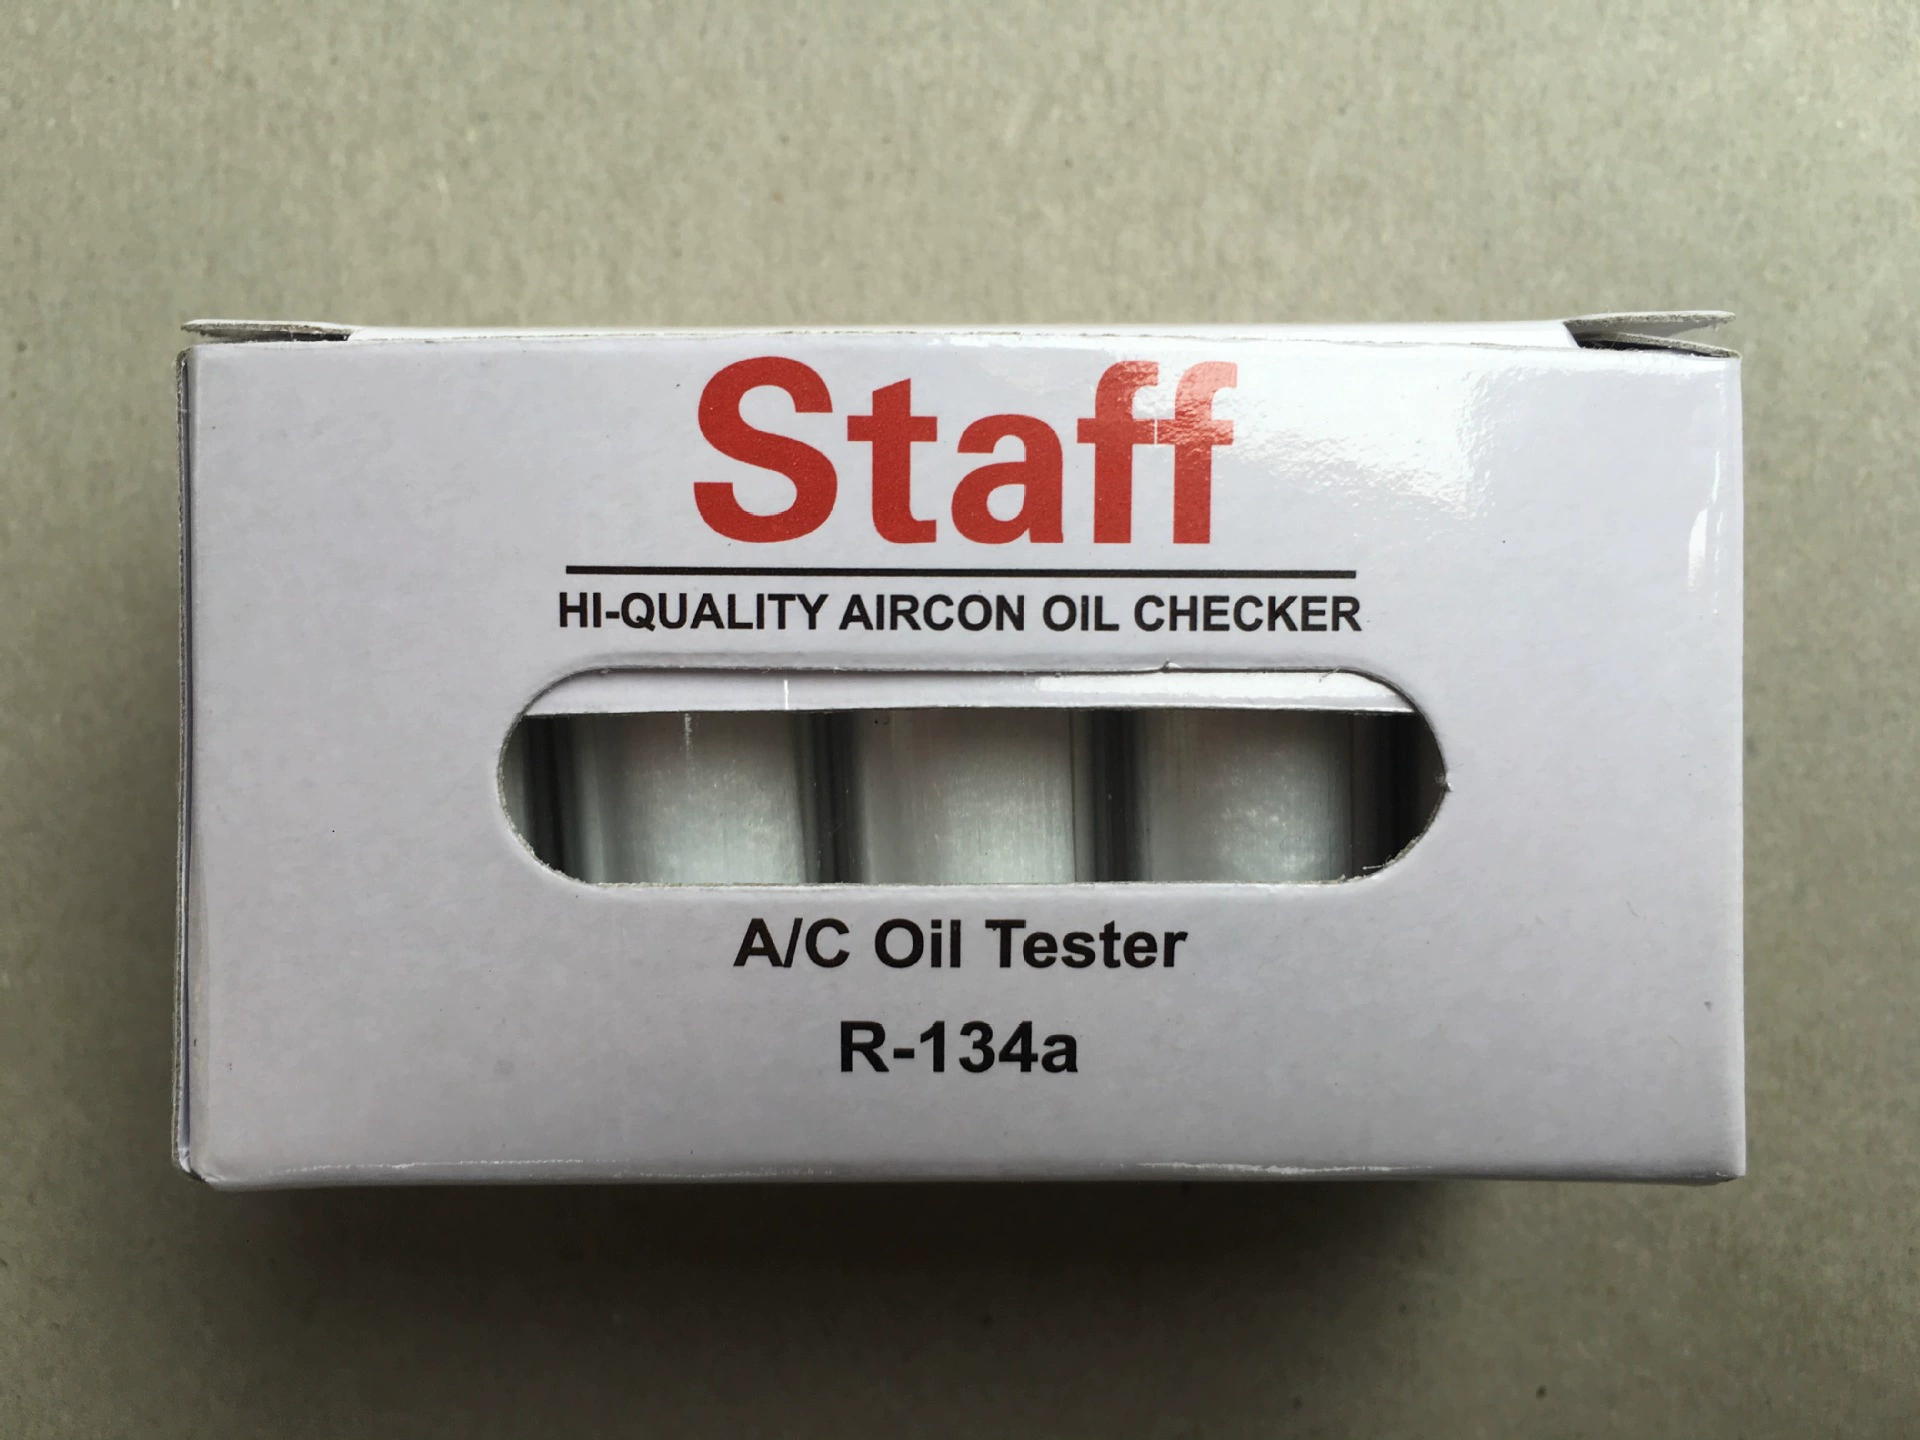 Staff
HI-QUALITY AIRCON OIL CHECKER
A/C Oil Tester
R-134a